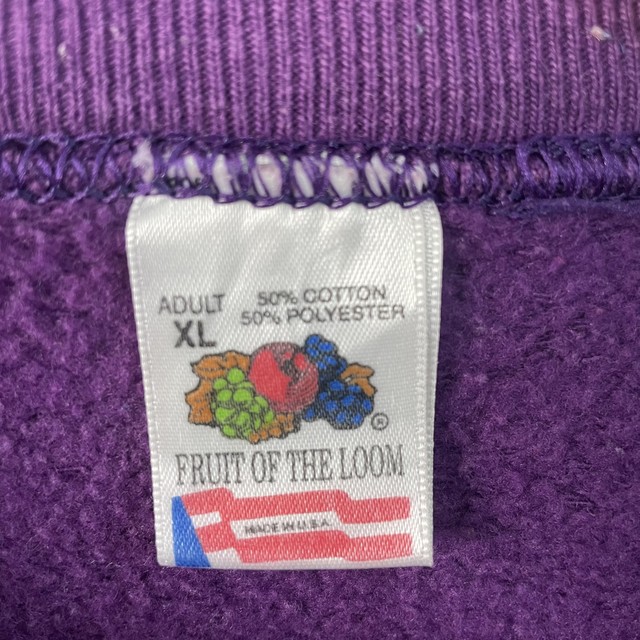 ADULT
XL
50% COTTON
50% POLYESTER
®
FRUIT OF THE LOOM
MADE IN U.S.A.